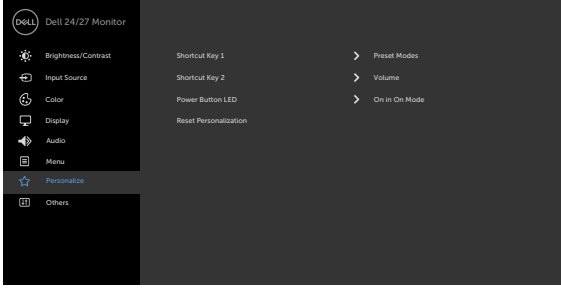 DELL Dell 24/27 Monitor
Brightness/Contrast
Input Source
Color
Display
Audio
Menu
Personalize
Others
Shortcut Key 1 Preset Modes
Shortcut Key 2 Volume
Power Button LED On in On Mode
Reset Personalization